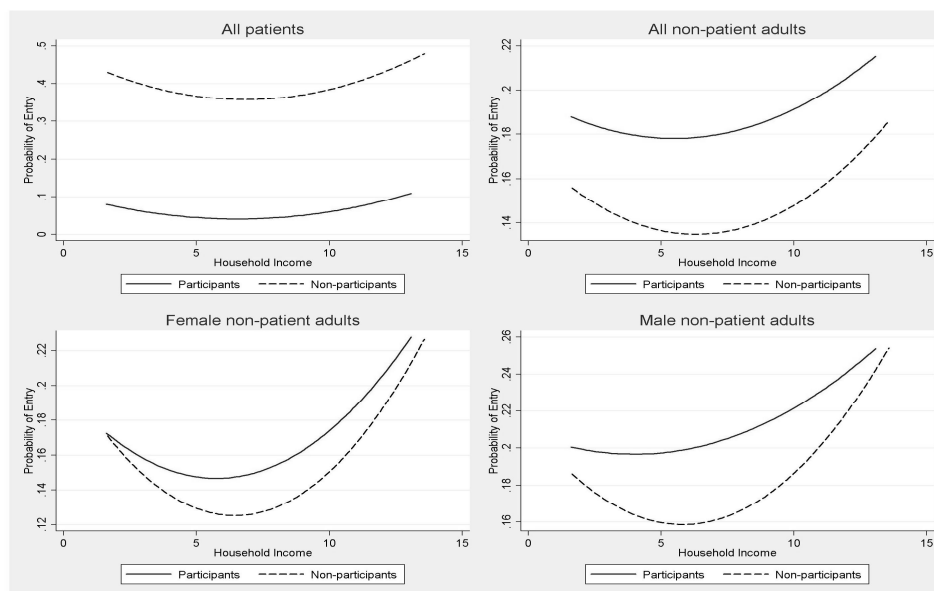 All patients
Probability of Entry
0 .1 .2 .3 .4 .5
0 5 10 15
Household Income
Participants Non-participants
All non-patient adults
Probability of Entry
.14 .16 .18 .2 .22
0 5 10 15
Household Income
Participants Non-participants
Female non-patient adults
Probability of Entry
.12 .14 .16 .18 .2 .22
0 5 10 15
Household Income
Participants Non-participants
Male non-patient adults
Probability of Entry
.16 .18 .2 .22 .24 .26
0 5 10 15
Household Income
Participants Non-participants